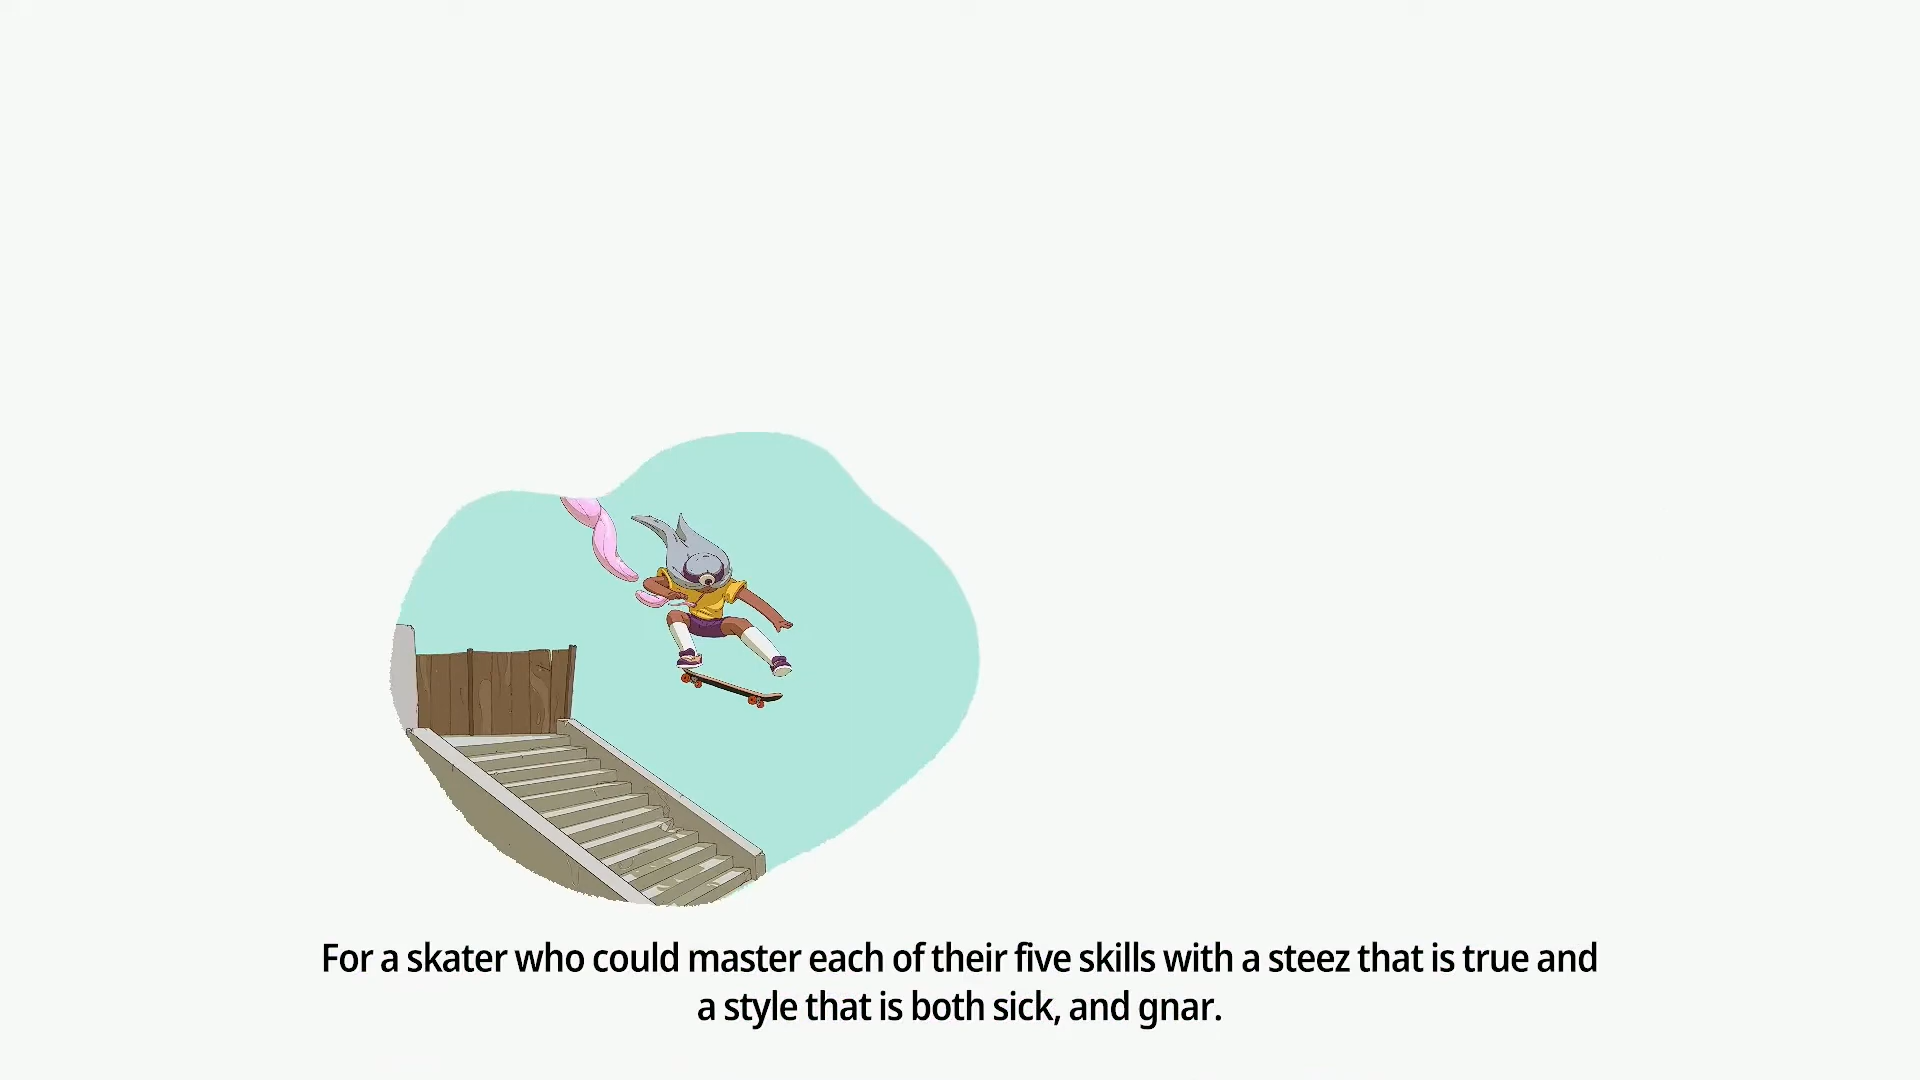 For a skater who could master each of their five skills with a steez that is true and
a style that is both sick, and gnar.